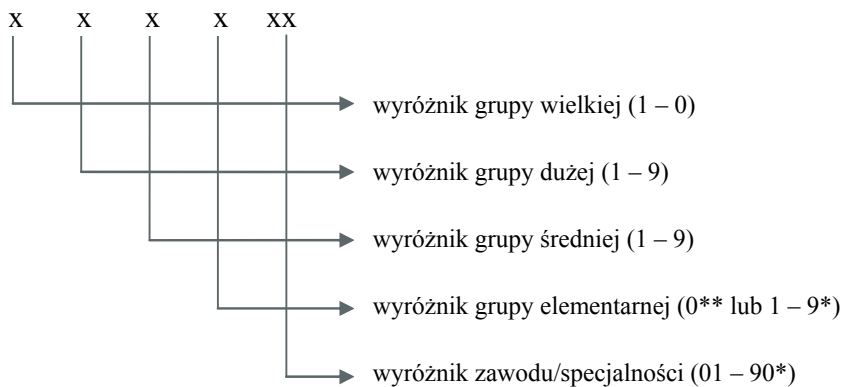 x x x x xx
wyróżnik grupy wielkiej (1 – 0)
wyróżnik grupy dużej (1 – 9)
wyróżnik grupy średniej (1 – 9)
wyróżnik grupy elementarnej (0** lub 1 – 9*)
wyróżnik zawodu/specjalności (01 – 90*)